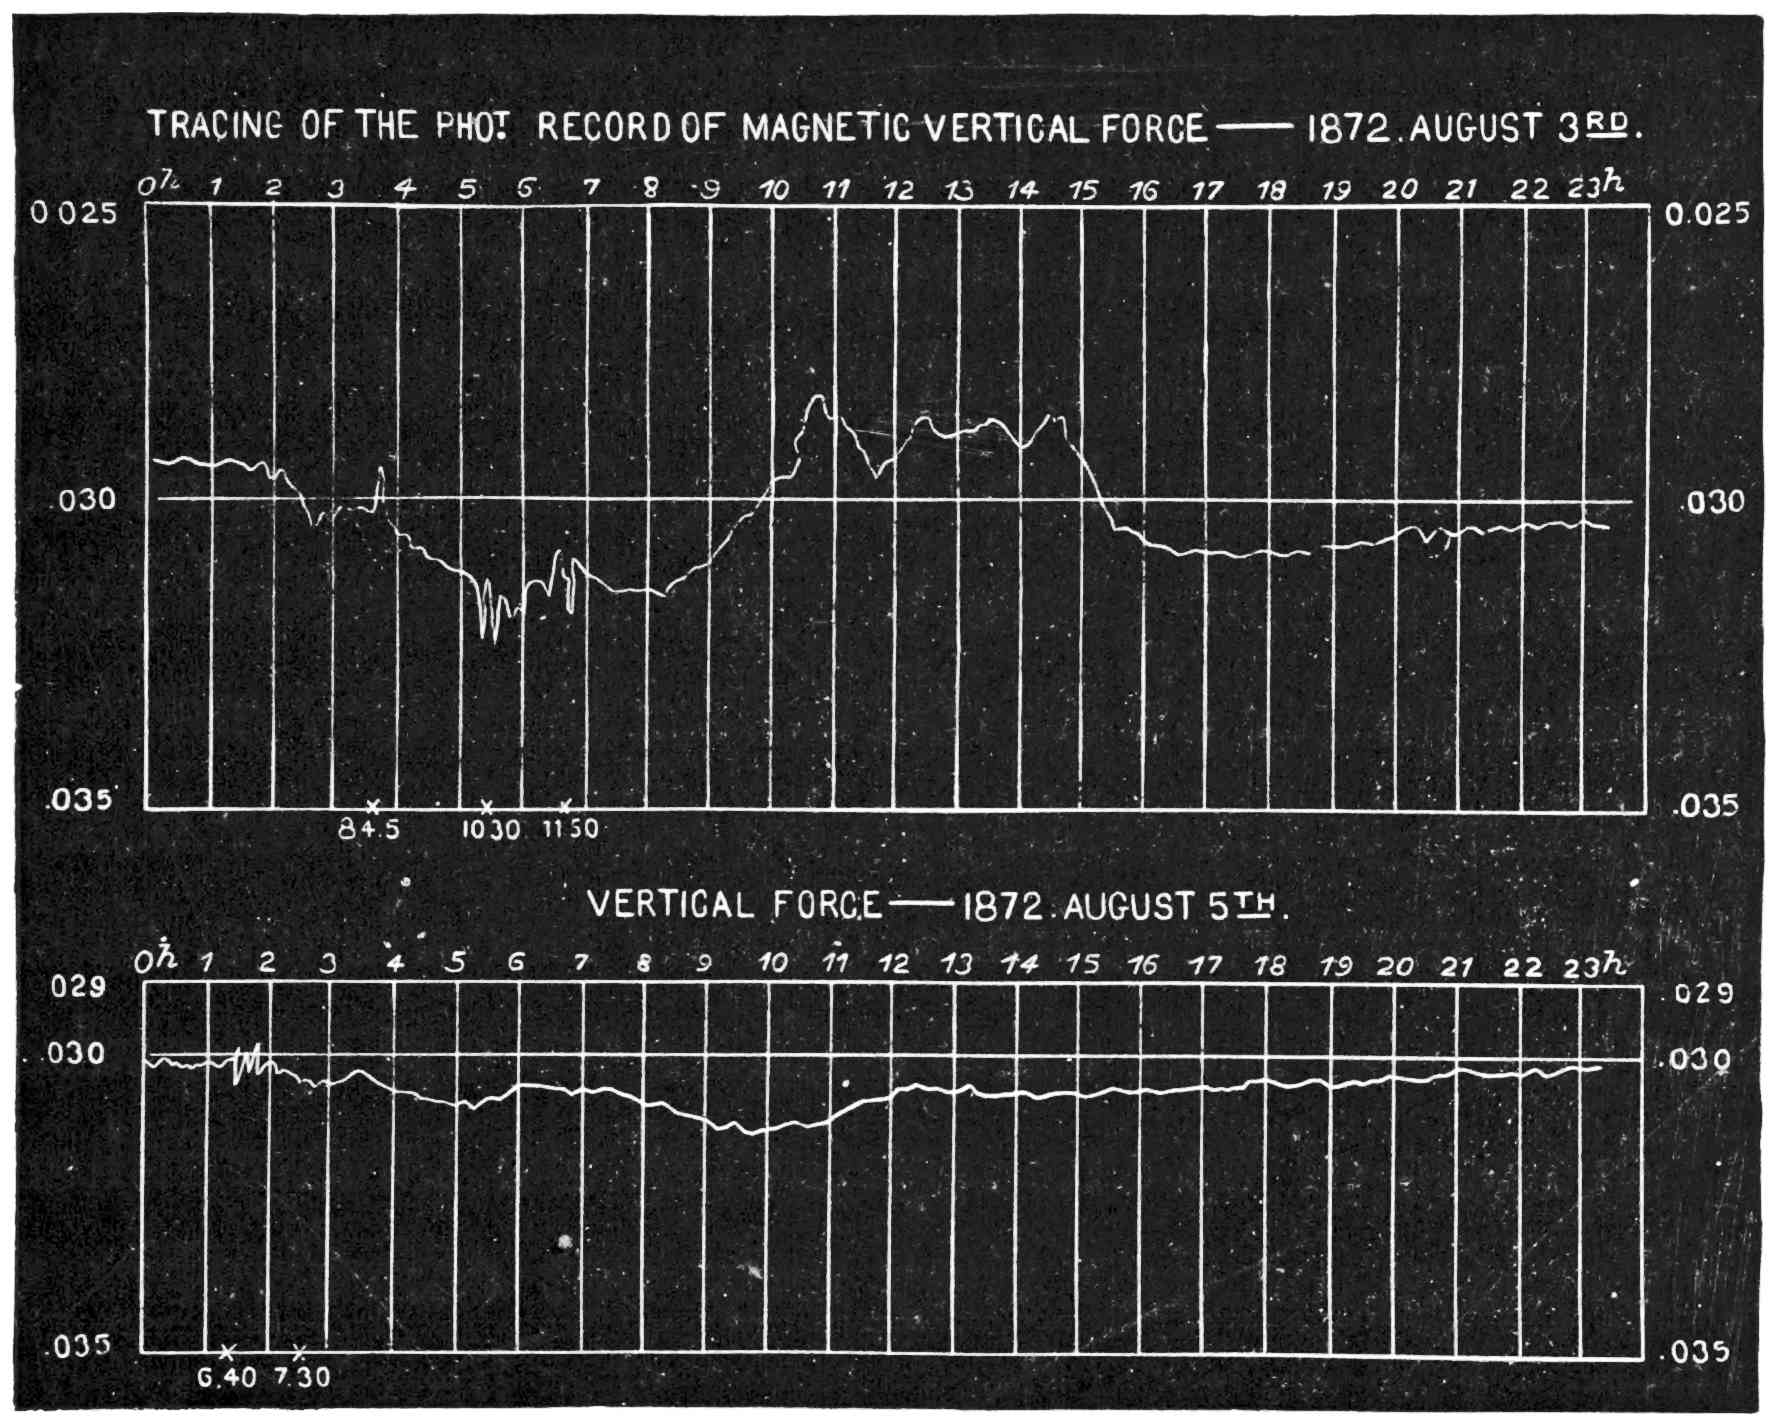 TRACING OF THE PHOT. RECORD OF MAGNETIC VERTICAL FORCE — 1872. AUGUST 3RD.
0h 1 2 3 4 5 6 7 8 9 10 11 12 13 14 15 16 17 18 19 20 21 22 23h
0 025 0.025
.030 .030
.035 .035
8 4.5 10 30 11 50
VERTICAL FORCE — 1872. AUGUST 5TH.
0h 1 2 3 4 5 6 7 8 9 10 11 12 13 14 15 16 17 18 19 20 21 22 23h
029 .029
.030 .030
.035 .035
6.40 7.30